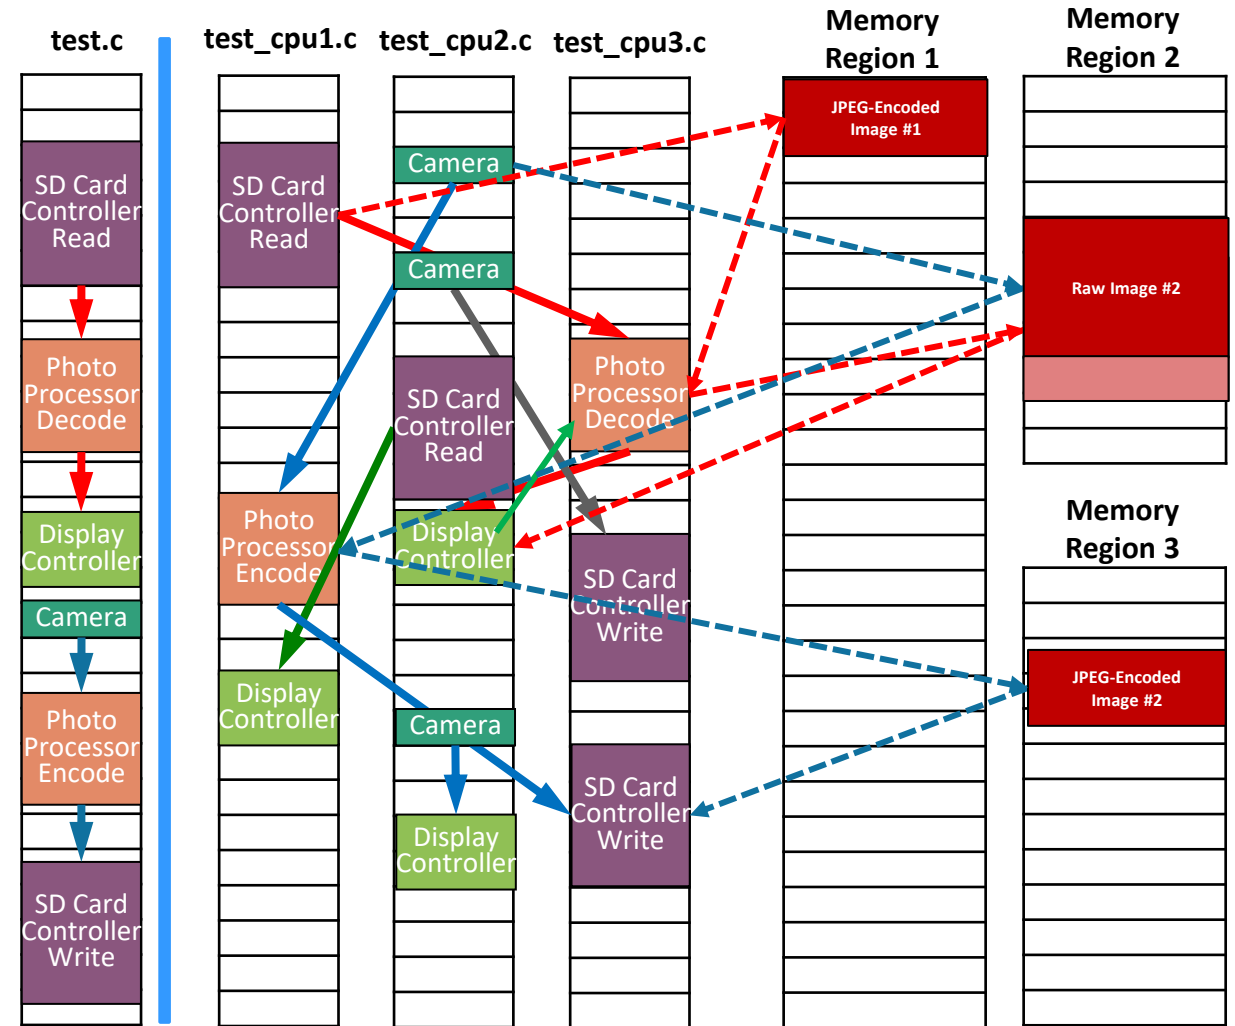 test.c
test_cpu1.c
test_cpu2.c
test_cpu3.c
Memory
Region 1
Memory
Region 2
SD Card
Controller
Read
Photo
Processor
Decode
Display
Controller
Camera
Photo
Processor
Encode
SD Card
Controller
Write
SD Card
Controller
Read
Photo
Processor
Encode
Display
Controller
Camera
Camera
SD Card
Controller
Read
Display
Controller
Camera
Display
Controller
Photo
Processor
Decode
SD Card
Controller
Write
SD Card
Controller
Write
JPEG-Encoded
Image #1
Raw Image #2
Memory
Region 3
JPEG-Encoded
Image #2